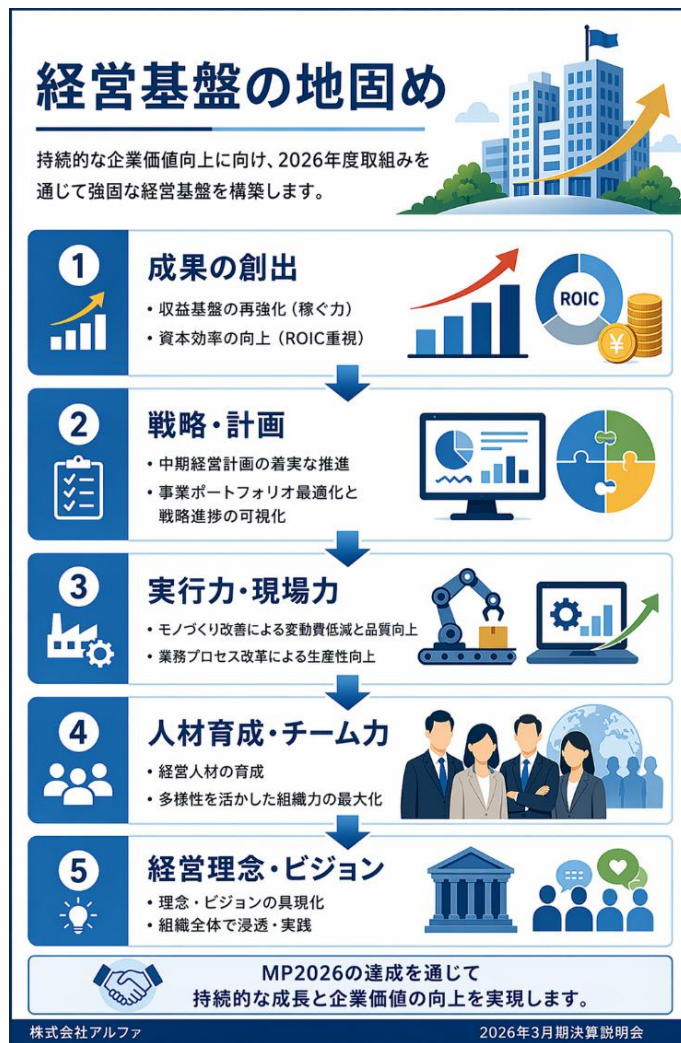 経営基盤の地固め
持続的な企業価値向上に向け、2026年度取組みを
通じて強固な経営基盤を構築します。
1
成果の創出
・収益基盤の再強化（稼ぐ力）
・資本効率の向上（ROIC重視）
ROIC
¥
2
戦略・計画
・中期経営計画の着実な推進
・事業ポートフォリオ最適化と
戦略進捗の可視化
3
実行力・現場力
・モノづくり改善による変動費低減と品質向上
・業務プロセス改革による生産性向上
4
人材育成・チーム力
・経営人材の育成
・多様性を活かした組織力の最大化
5
経営理念・ビジョン
・理念・ビジョンの具現化
・組織全体で浸透・実践
MP2026の達成を通じて
持続的な成長と企業価値の向上を実現します。
株式会社アルファ
2026年3月期決算説明会